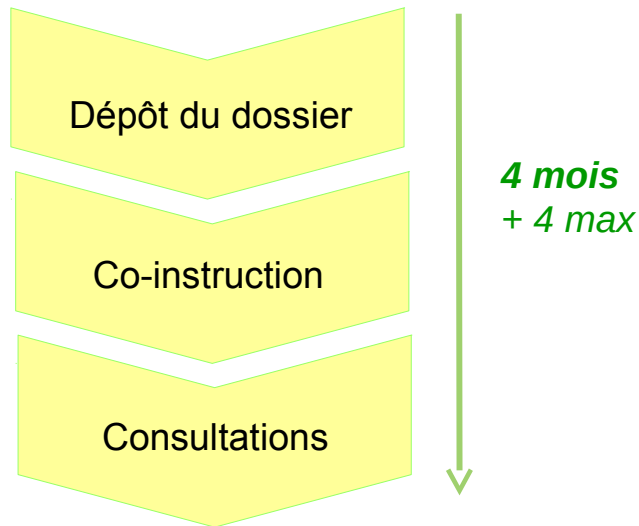 Dépôt du dossier
4 mois
+ 4 max
Co-instruction
Consultations